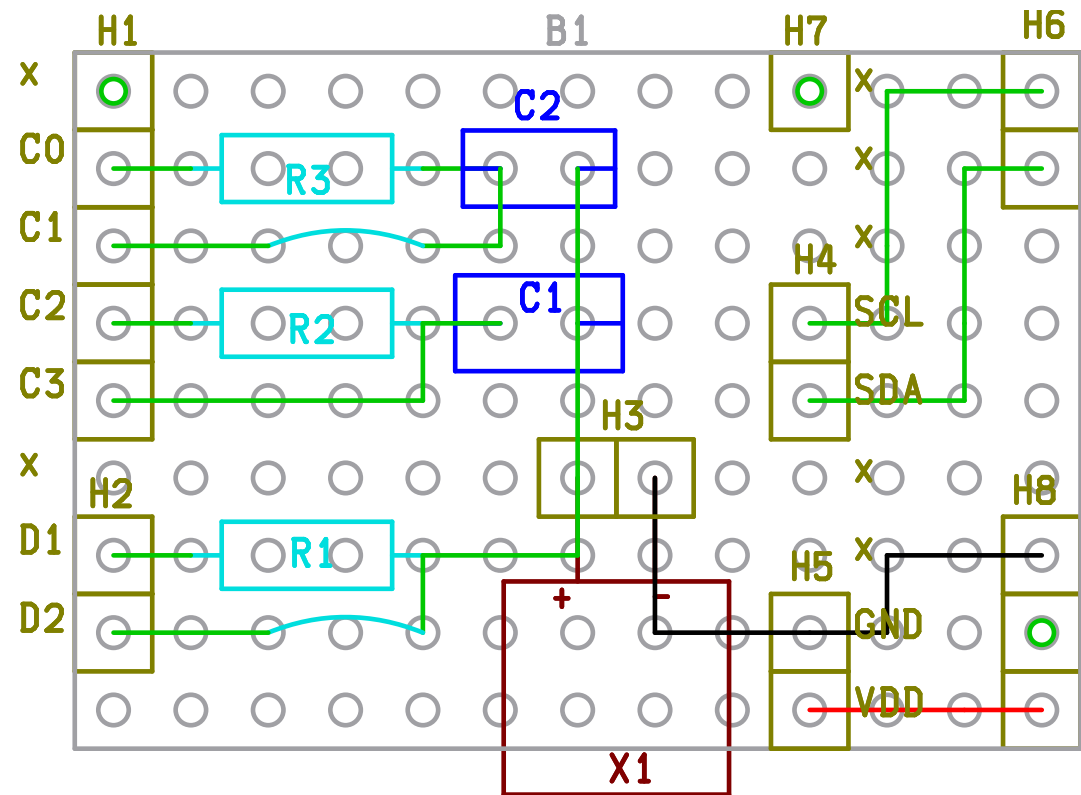 H1 B1 H7 H6
x C2 x
C0 R3 x
C1 H4 x
C2 R2 C1 SCL
C3 H3 SDA
x H2 x H8
D1 R1 H5 x
D2 + - GND
VDD
X1